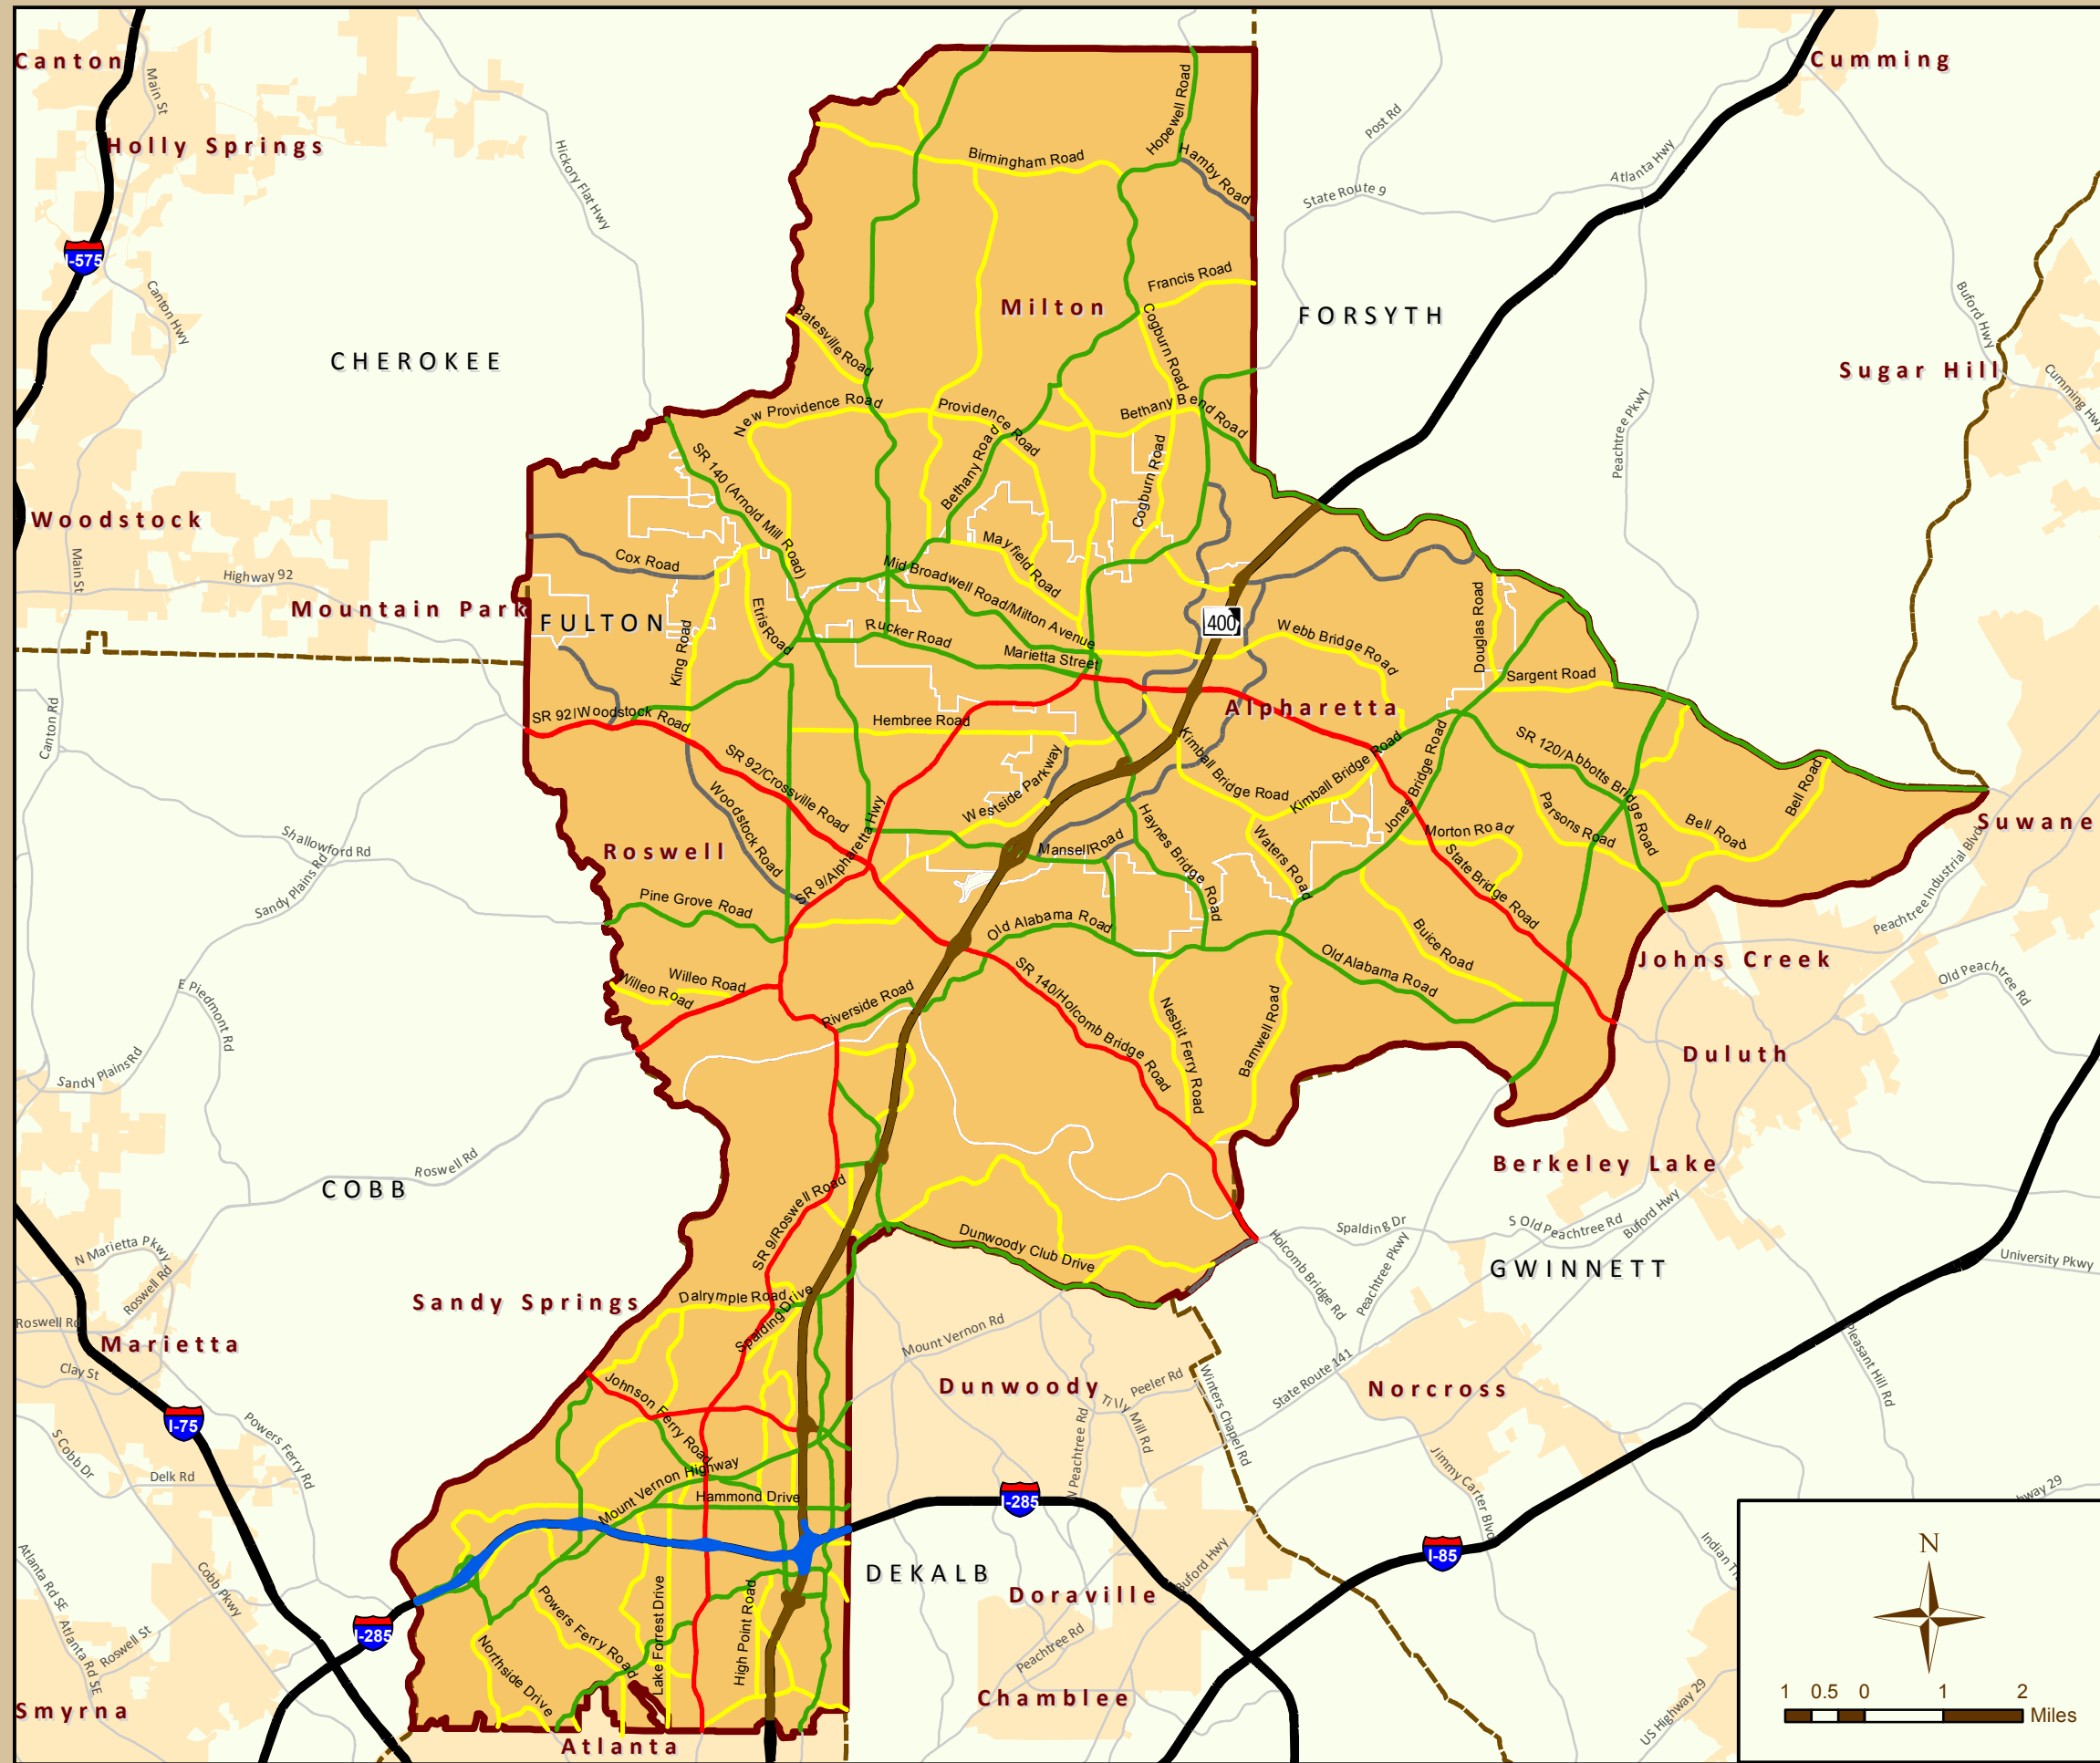 Canton
Main St
Cumming
Holly Springs
Hickory Flat Hwy
Birmingham Road
Hopewell Road
Hamby Road
Post Rd
State Route 9
Atlanta Hwy
I-575
Canton Hwy
Francis Road
Milton
FORSYTH
Buford Hwy
Batesville Road
Cogburn Road
CHEROKEE
Sugar Hill
Cumming Hwy
New Providence Road
Providence Road
Bethany Bend Road
Peachtree Pkwy
SR 140 (Arnold Mill Road)
Bethany Road
Cogburn Road
Woodstock
Main St
Highway 92
Cox Road
Mayfield Road
Mid Broadwell Road/Milton Avenue
Mountain Park
FULTON
Etris Road
King Road
Rucker Road
Marietta Street
400
Webb Bridge Road
Douglas Road
Sargent Road
Canton Rd
SR 92/Woodstock Road
Hembree Road
Alpharetta
SR 92/Crossville Road
Woodstock Road
Westside Parkway
Kimball Bridge Road
Kimball Bridge Road
Jones Bridge Road
SR 120/Abbotts Bridge Road
Parsons Road
Bell Road
Bell Road
Suwane
Shallowford Rd
Sandy Plains Rd
Roswell
SR 9/Alpharetta Hwy
Mansell Road
Haynes Bridge Road
Waters Road
Morton Road
State Bridge Road
Peachtree Industrial Blvd
Pine Grove Road
Old Alabama Road
Buice Road
Old Alabama Road
Johns Creek
Old Peachtree Rd
Willeo Road
Willeo Road
Riverside Road
SR 140/Holcomb Bridge Road
Nesbit Ferry Road
Barnwell Road
E Piedmont Rd
Sandy Plains Rd
Duluth
Roswell Rd
COBB
Berkeley Lake
SR 9/Roswell Road
Dunwoody Club Drive
Spalding Dr
S Old Peachtree Rd
Buford Hwy
Holcomb Bridge Rd
Peachtree Pkwy
GWINNETT
University Pkwy
N Marietta Pkwy
Roswell Rd
Roswell Rd
Sandy Springs
Dalrymple Road
Spalding Drive
Marietta
Clay St
Mount Vernon Rd
Dunwoody
Peeler Rd
Tilly Mill Rd
N Peachtree Rd
Winters Chapel Rd
State Route 141
Norcross
Pleasant Hill Rd
Johnson Ferry Road
I-75
Powers Ferry Rd
S Cobb Dr
Delk Rd
Mount Vernon Highway
Hammond Drive
I-285
Jimmy Carter Blvd
I-85
hway 29
Indian Tr
Atlanta Rd SE
Cobb Pkwy
DEKALB
Doraville
Buford Hwy
Powers Ferry Road
Lake Forrest Drive
High Point Road
Northside Drive
I-285
Atlanta Rd SE
Roswell St
Peachtree Rd
Chamblee
Smyrna
Atlanta
US Highway 29
N
1 0.5 0 1 2
Miles